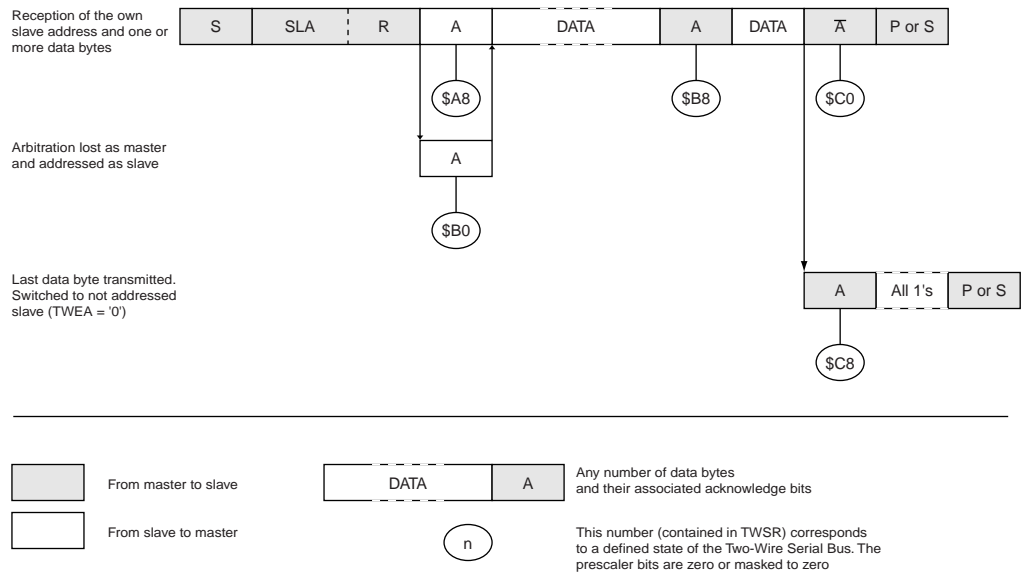 Reception of the own
slave address and one or
more data bytes
S SLA R A DATA A DATA A̅ P or S
$A8 $B8 $C0
Arbitration lost as master
and addressed as slave
A
$B0
Last data byte transmitted.
Switched to not addressed
slave (TWEA = '0')
A All 1's P or S
$C8
From master to slave
From slave to master
DATA A
Any number of data bytes
and their associated acknowledge bits
n
This number (contained in TWSR) corresponds
to a defined state of the Two-Wire Serial Bus. The
prescaler bits are zero or masked to zero